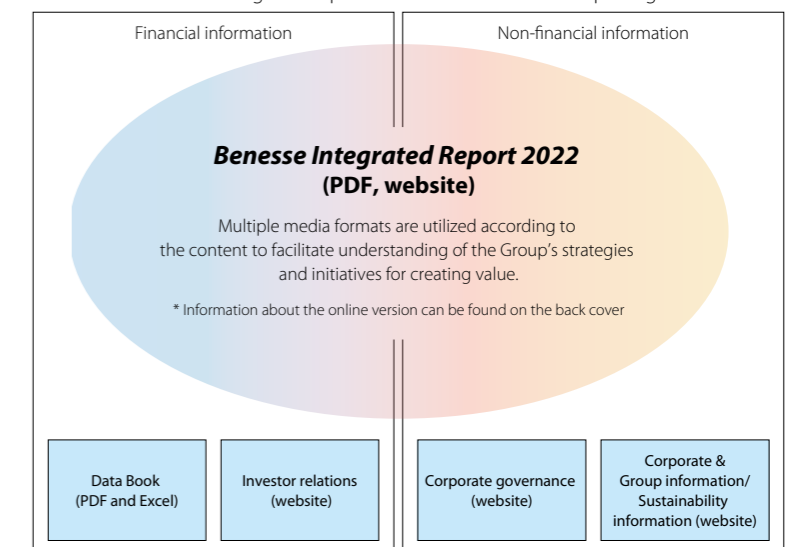 Financial information
Non-financial information
Benesse Integrated Report 2022
(PDF, website)
Multiple media formats are utilized according to
the content to facilitate understanding of the Group's strategies
and initiatives for creating value.
* Information about the online version can be found on the back cover
Data Book
(PDF and Excel)
Investor relations
(website)
Corporate governance
(website)
Corporate &
Group information/
Sustainability
information (website)